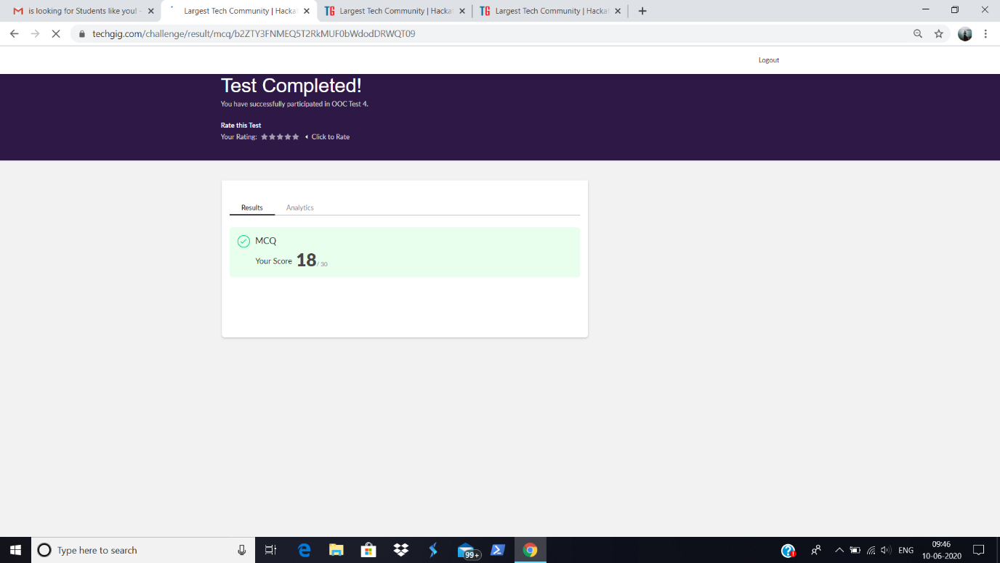 is looking for Students like you! -
Largest Tech Community | Hacka
TG Largest Tech Community | Hacka
TG Largest Tech Community | Hacka
techgig.com/challenge/result/mcq/b2ZTY3FNMEQ5T2RkMUF0bWdodDRWQT09
Logout
Test Completed!
You have successfully participated in OOC Test 4.
Rate this Test
Your Rating: Click to Rate
Results Analytics
MCQ
Your Score 18 / 30
Type here to search
99+
ENG
09:46
10-06-2020